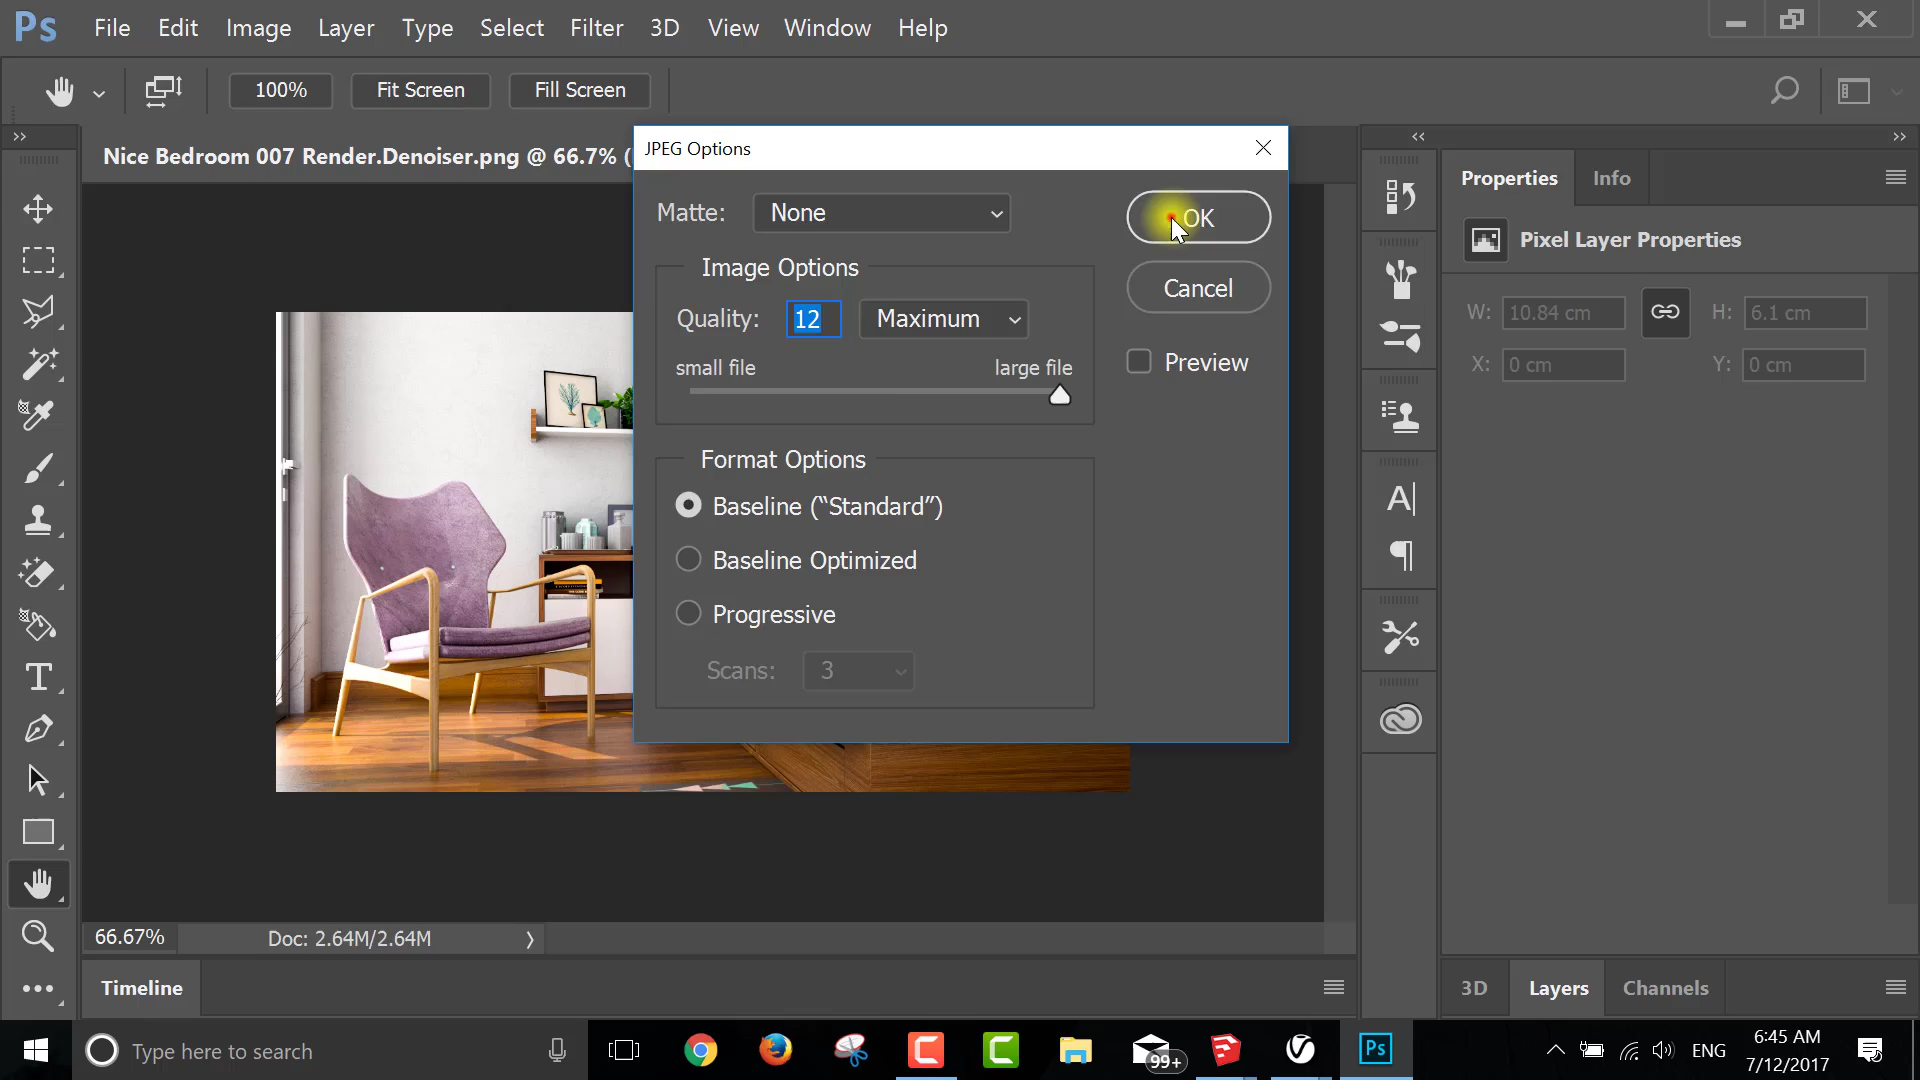 Ps File Edit Image Layer Type Select Filter 3D View Window Help
100% Fit Screen Fill Screen
Nice Bedroom 007 Render.Denoiser.png @ 66.7% (
JPEG Options
Matte: None
OK
Image Options
Cancel
Quality: 12 Maximum
small file large file
Preview
Format Options
Baseline (“Standard”)
Baseline Optimized
Progressive
Scans: 3
Properties Info
Pixel Layer Properties
W: 10.84 cm H: 6.1 cm
X: 0 cm Y: 0 cm
66.67% Doc: 2.64M/2.64M
Timeline
3D Layers Channels
Type here to search
99+
Ps
ENG
6:45 AM
7/12/2017